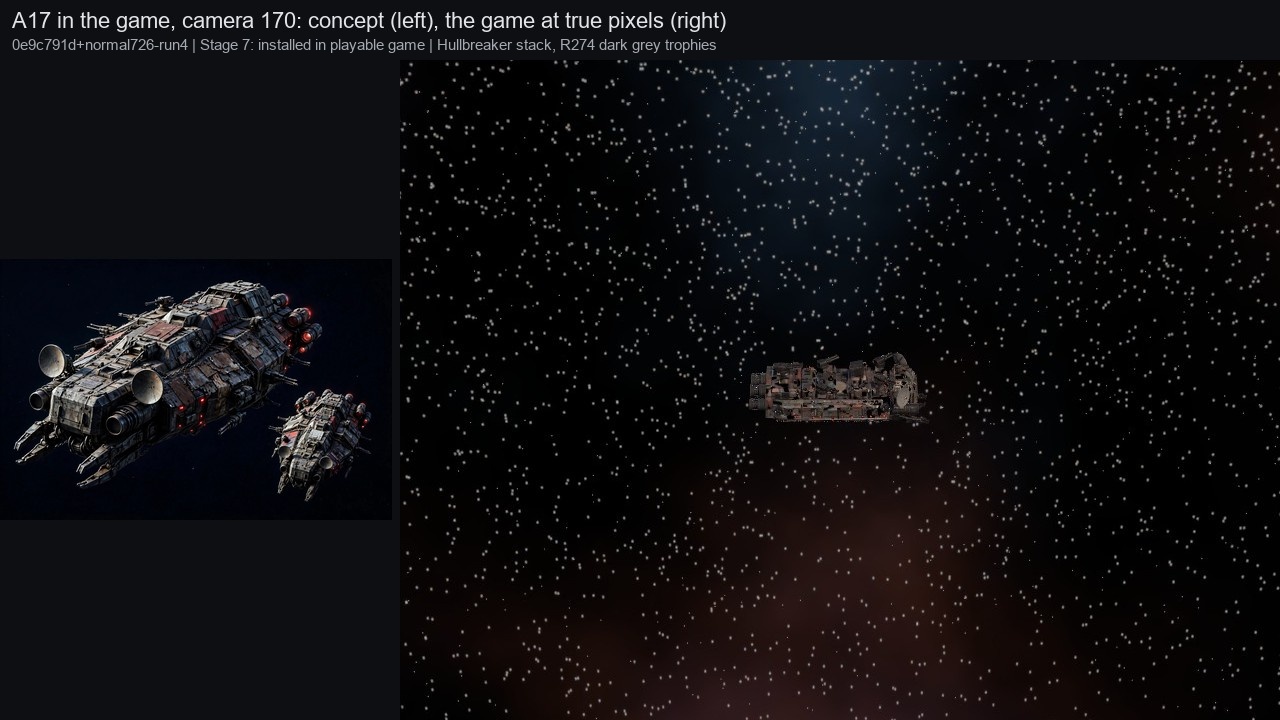 A17 in the game, camera 170: concept (left), the game at true pixels (right)
0e9c791d+normal726-run4 | Stage 7: installed in playable game | Hullbreaker stack, R274 dark grey trophies